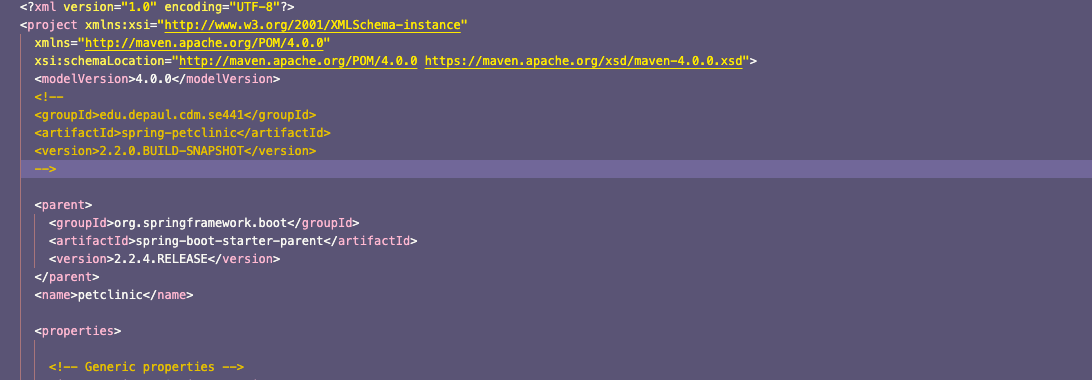 <?xml version="1.0" encoding="UTF-8"?>
<project xmlns:xsi="http://www.w3.org/2001/XMLSchema-instance"
xmlns="http://maven.apache.org/POM/4.0.0"
xsi:schemaLocation="http://maven.apache.org/POM/4.0.0 https://maven.apache.org/xsd/maven-4.0.0.xsd">
<modelVersion>4.0.0</modelVersion>
<!--
<groupId>edu.depaul.cdm.se441</groupId>
<artifactId>spring-petclinic</artifactId>
<version>2.2.0.BUILD-SNAPSHOT</version>
-->
<parent>
<groupId>org.springframework.boot</groupId>
<artifactId>spring-boot-starter-parent</artifactId>
<version>2.2.4.RELEASE</version>
</parent>
<name>petclinic</name>
<properties>
<!-- Generic properties -->